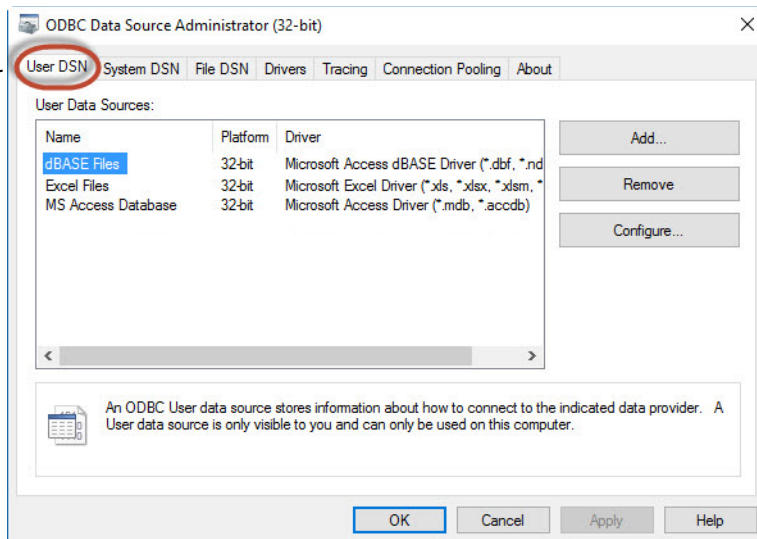 ODBC Data Source Administrator (32-bit)
User DSN System DSN File DSN Drivers Tracing Connection Pooling About
User Data Sources:
Name Platform Driver
dBASE Files 32-bit Microsoft Access dBASE Driver (*.dbf, *.nd
Excel Files 32-bit Microsoft Excel Driver (*.xls, *.xlsx, *.xlsm, *
MS Access Database 32-bit Microsoft Access Driver (*.mdb, *.accdb)
Add...
Remove
Configure...
An ODBC User data source stores information about how to connect to the indicated data provider. A
User data source is only visible to you and can only be used on this computer.
OK Cancel Apply Help